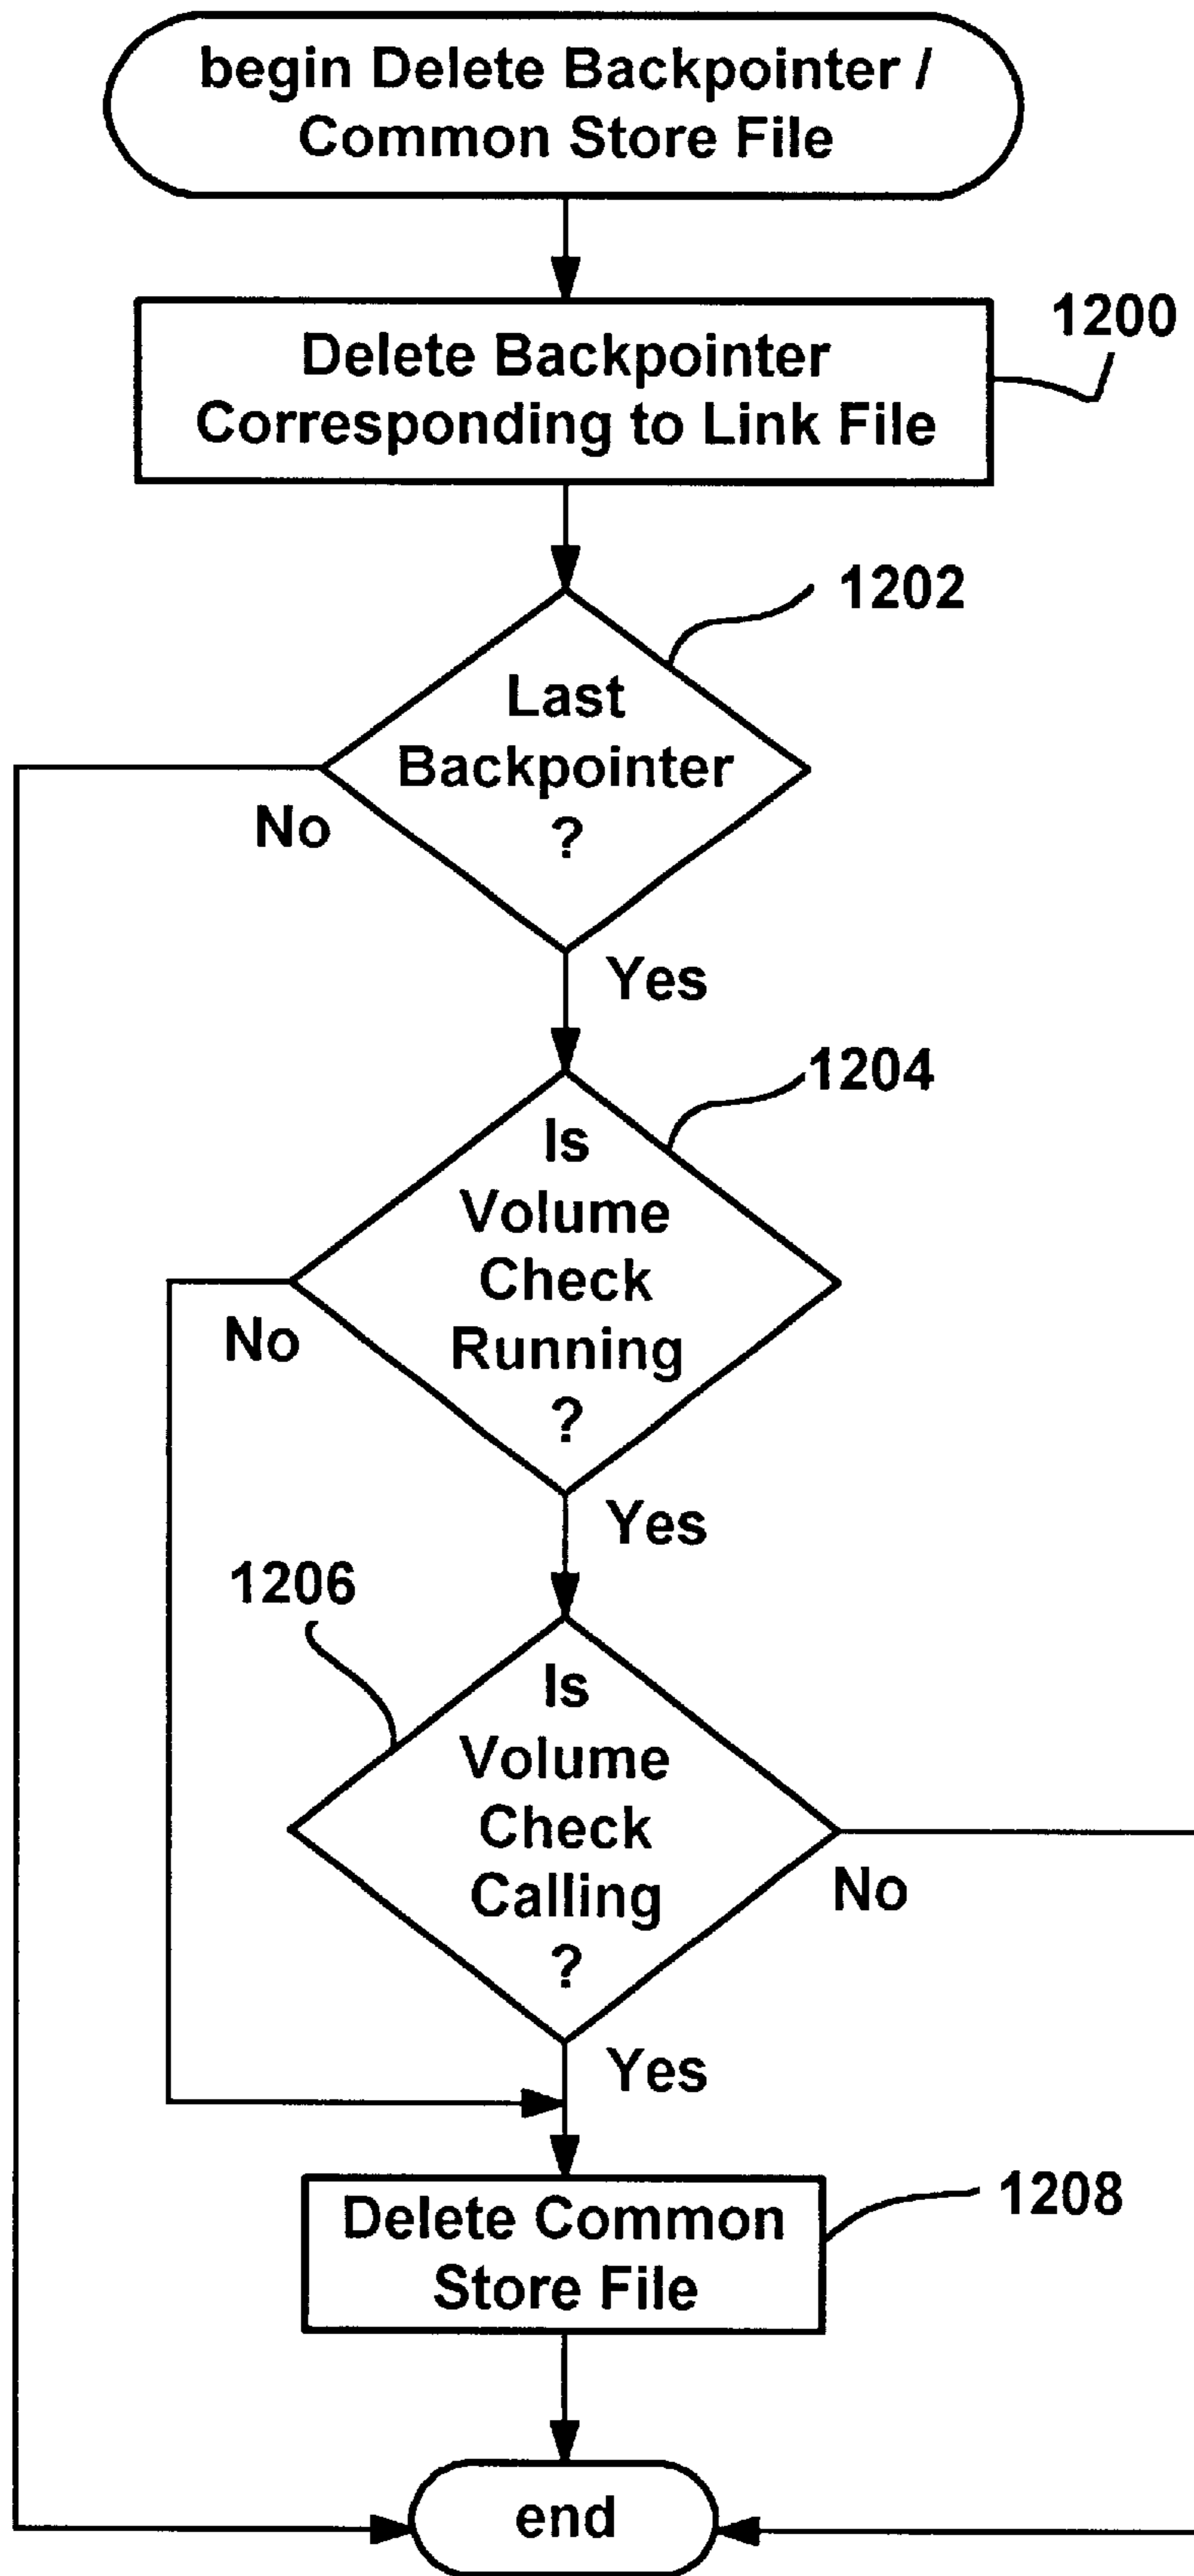 begin Delete Backpointer /
Common Store File
1200
Delete Backpointer
Corresponding to Link File
1202
Last
Backpointer
?
No
Yes
1204
Is
Volume
Check
Running
?
No
Yes
1206
Is
Volume
Check
Calling
?
No
Yes
1208
Delete Common
Store File
end